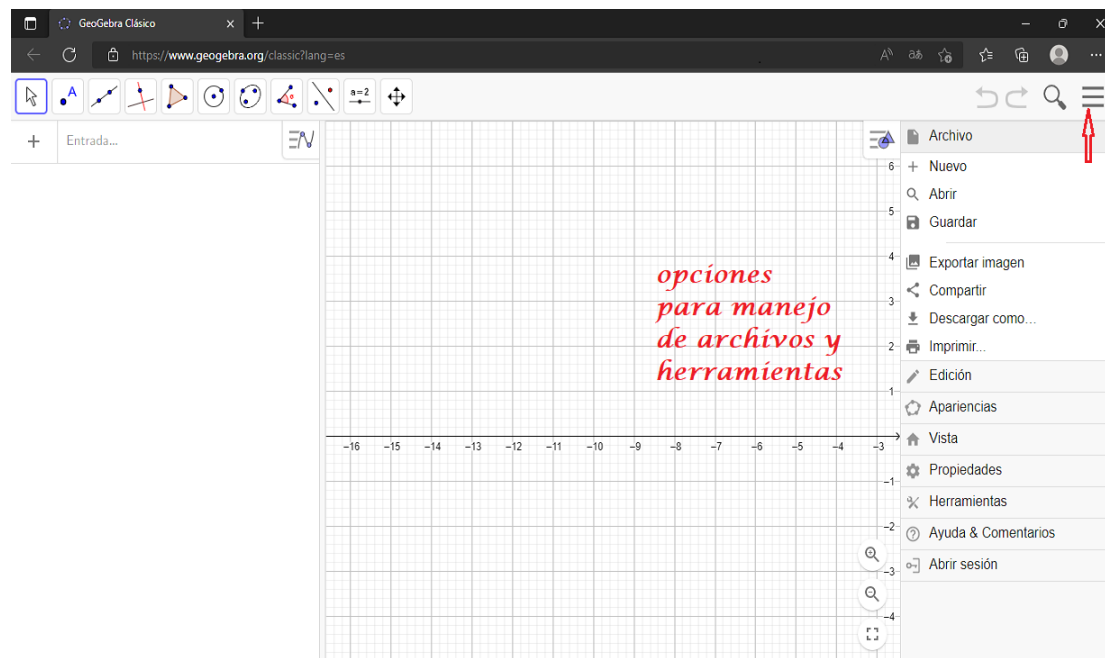 GeoGebra Clásico
https://www.geogebra.org/classic?lang=es
A
a=2
Entrada...
Archivo
Nuevo
Abrir
Guardar
Exportar imagen
Compartir
Descargar como...
Imprimir...
Edición
Apariencias
Vista
Propiedades
Herramientas
Ayuda & Comentarios
Abrir sesión
opciones
para manejo
de archivos y
herramientas
6
5
4
3
2
1
-16 -15 -14 -13 -12 -11 -10 -9 -8 -7 -6 -5 -4 -3
-1
-2
-3
-4